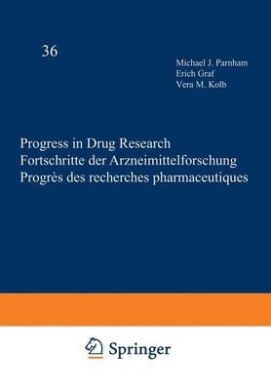 36
Michael J. Parnham
Erich Graf
Vera M. Kolb
Progress in Drug Research
Fortschritte der Arzneimittelforschung
Progrès des recherches pharmaceutiques
Springer